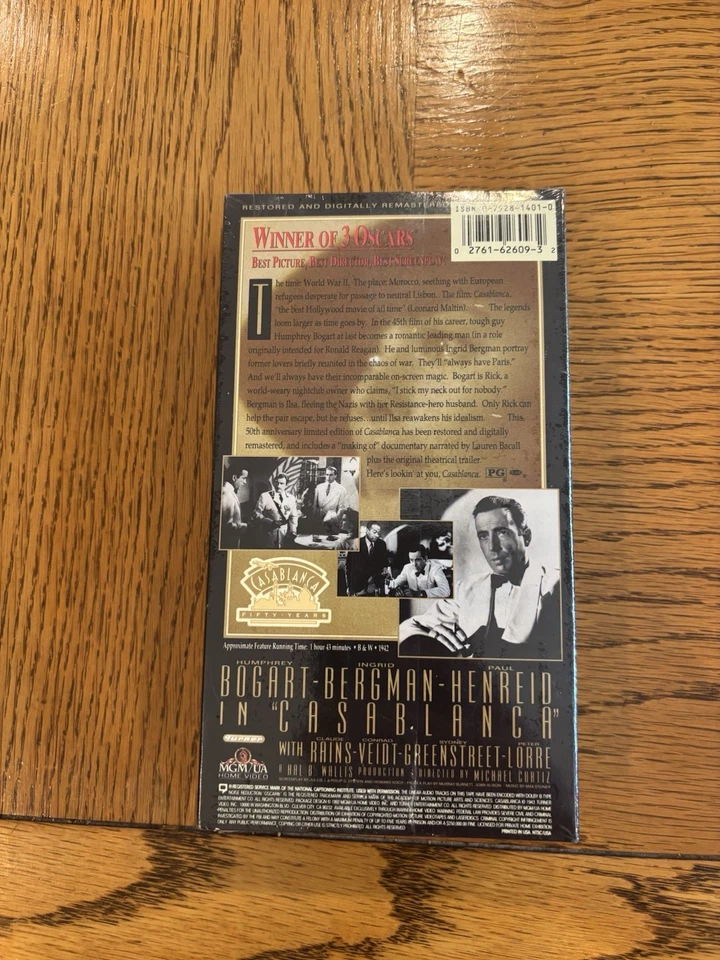 RESTORED AND DIGITALLY REMASTERED
ISBN 0-7928-1401-0
0 2761-62609-3 2
WINNER OF 3 OSCARS
BEST PICTURE, BEST DIRECTOR, BEST SCREENPLAY
The time: World War II. The place: Morocco, seething with European
refugees desperate for passage to neutral Lisbon. The film: Casablanca,
"the best Hollywood movie of all time" (Leonard Maltin). The legends
loom larger as time goes by. In the 45th film of his career, tough guy
Humphrey Bogart at last becomes a romantic leading man (in a role
originally intended for Ronald Reagan). He and luminous Ingrid Bergman portray
former lovers briefly reunited in the chaos of war. They'll "always have Paris."
And we'll always have their incomparable on-screen magic. Bogart is Rick, a
world-weary nightclub owner who claims, "I stick my neck out for nobody."
Bergman is Ilsa, fleeing the Nazis with her Resistance-hero husband. Only Rick can
help the pair escape, but he refuses...until Ilsa reawakens his idealism. This
50th anniversary limited edition of Casablanca has been restored and digitally
remastered, and includes a "making of" documentary narrated by Lauren Bacall
plus the original theatrical trailer.
Here's lookin' at you, Casablanca. PG
CASABLANCA
FIFTY·YEARS
Approximate Feature Running Time: 1 hour 43 minutes • B & W • 1942
HUMPHREY INGRID PAUL
BOGART-BERGMAN-HENREID
IN "CASABLANCA"
CLAUDE CONRAD SYDNEY PETER
WITH RAINS-VEIDT-GREENSTREET-LORRE
A HAL B. WALLIS PRODUCTION DIRECTED BY MICHAEL CURTIZ
TURNER
MGM/UA
HOME VIDEO
PRINTED IN USA. NTSC/USA